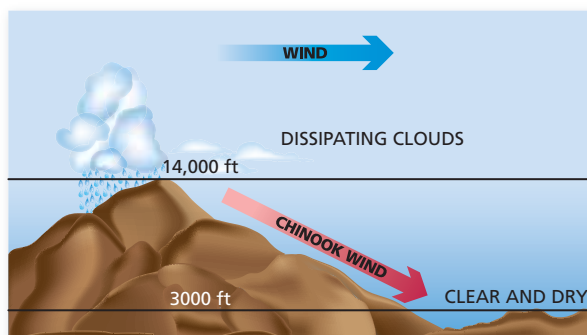 WIND
DISSIPATING CLOUDS
14,000 ft
CHINOOK WIND
CLEAR AND DRY
3000 ft